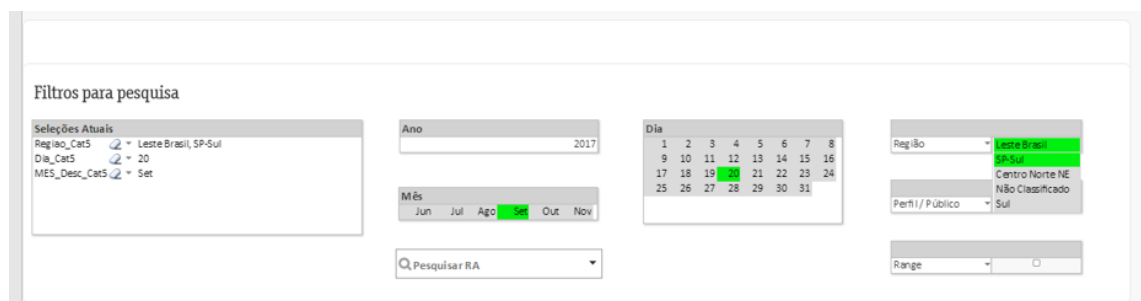 Filtros para pesquisa
Seleções Atuais
Regiao_Cat5 Leste Brasil, SP-Sul
Dia_Cat5 20
MES_Desc_Cat5 Set
Ano
2017
Mês
Jun Jul Ago Set Out Nov
Pesquisar RA
Dia
1 2 3 4 5 6 7 8
9 10 11 12 13 14 15 16
17 18 19 20 21 22 23 24
25 26 27 28 29 30 31
Região Leste Brasil
SP-Sul
Centro Norte NE
Não Classificado
Perfil / Público Sul
Range